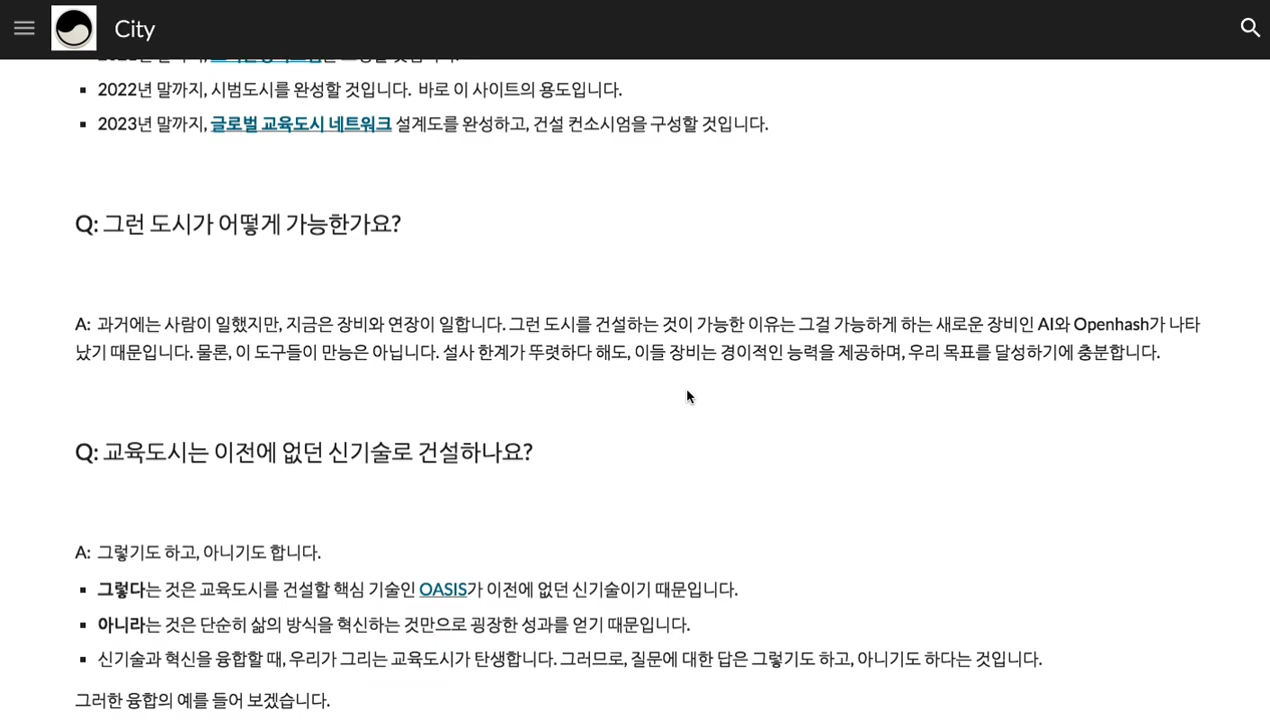 City
2022년 말까지, 시범도시를 완성할 것입니다. 바로 이 사이트의 용도입니다.
2023년 말까지, 글로벌 교육도시 네트워크 설계도를 완성하고, 건설 컨소시엄을 구성할 것입니다.
Q: 그런 도시가 어떻게 가능한가요?
A: 과거에는 사람이 일했지만, 지금은 장비와 연장이 일합니다. 그런 도시를 건설하는 것이 가능한 이유는 그걸 가능하게 하는 새로운 장비인 AI와 Openhash가 나타
났기 때문입니다. 물론, 이 도구들이 만능은 아닙니다. 설사 한계가 뚜렷하다 해도, 이들 장비는 경이적인 능력을 제공하며, 우리 목표를 달성하기에 충분합니다.
Q: 교육도시는 이전에 없던 신기술로 건설하나요?
A: 그렇기도 하고, 아니기도 합니다.
그렇다는 것은 교육도시를 건설할 핵심 기술인 OASIS가 이전에 없던 신기술이기 때문입니다.
아니라는 것은 단순히 삶의 방식을 혁신하는 것만으로 굉장한 성과를 얻기 때문입니다.
신기술과 혁신을 융합할 때, 우리가 그리는 교육도시가 탄생합니다. 그러므로, 질문에 대한 답은 그렇기도 하고, 아니기도 하다는 것입니다.
그러한 융합의 예를 들어 보겠습니다.